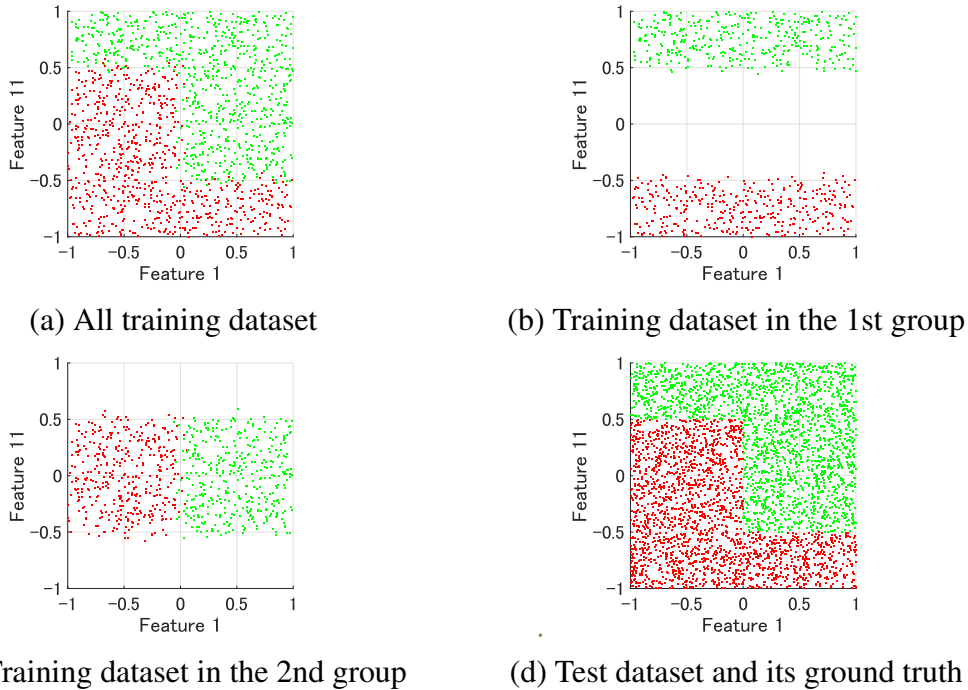 1
0.5
0
−0.5
−1
−1 −0.5 0 0.5 1
Feature 11
Feature 1
(a) All training dataset
1
0.5
0
−0.5
−1
−1 −0.5 0 0.5 1
Feature 11
Feature 1
(b) Training dataset in the 1st group
1
0.5
0
−0.5
−1
−1 −0.5 0 0.5 1
Feature 11
Feature 1
raining dataset in the 2nd group
1
0.5
0
−0.5
−1
−1 −0.5 0 0.5 1
Feature 11
Feature 1
(d) Test dataset and its ground truth